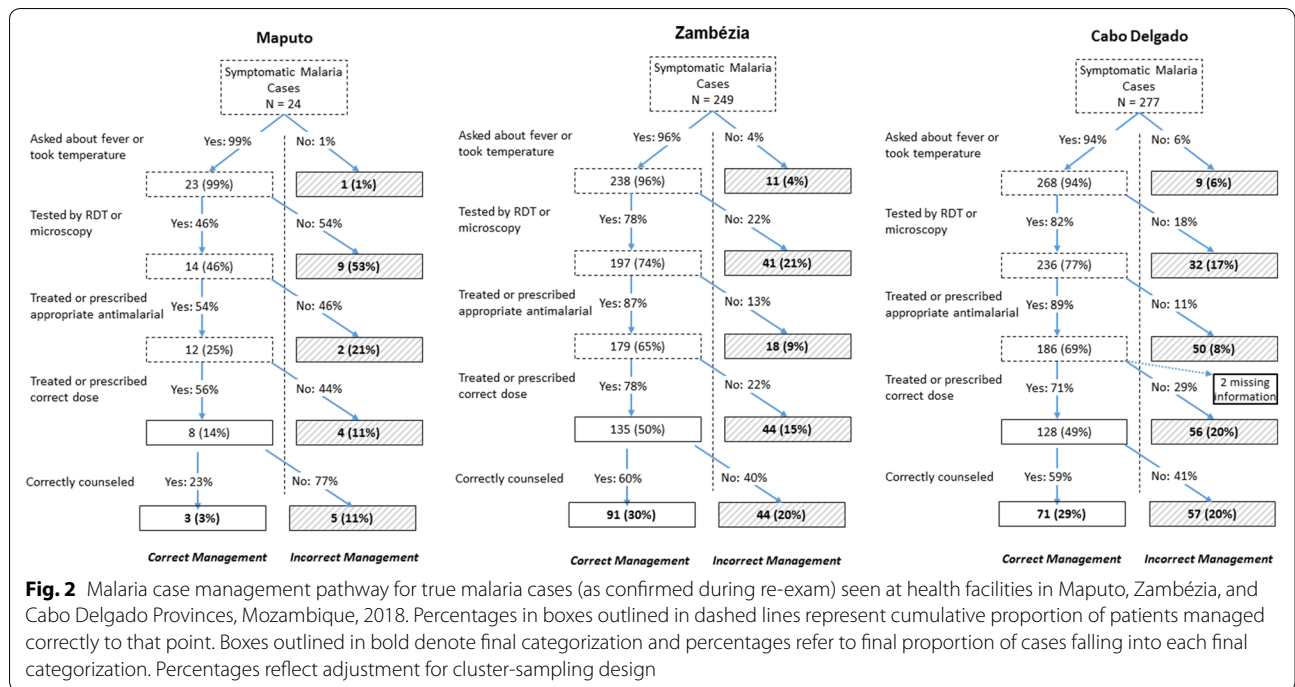 Maputo
Symptomatic Malaria
Cases
N = 24
Asked about fever or
took temperature
Yes: 99%
No: 1%
23 (99%)
1 (1%)
Tested by RDT or
microscopy
Yes: 46%
No: 54%
14 (46%)
9 (53%)
Treated or prescribed
appropriate antimalarial
Yes: 54%
No: 46%
12 (25%)
2 (21%)
Treated or prescribed
correct dose
Yes: 56%
No: 44%
8 (14%)
4 (11%)
Correctly counseled
Yes: 23%
No: 77%
3 (3%)
5 (11%)
Correct Management
Incorrect Management
Zambézia
Symptomatic Malaria
Cases
N = 249
Asked about fever or
took temperature
Yes: 96%
No: 4%
238 (96%)
11 (4%)
Tested by RDT or
microscopy
Yes: 78%
No: 22%
197 (74%)
41 (21%)
Treated or prescribed
appropriate antimalarial
Yes: 87%
No: 13%
179 (65%)
18 (9%)
Treated or prescribed
correct dose
Yes: 78%
No: 22%
135 (50%)
44 (15%)
Correctly counseled
Yes: 60%
No: 40%
91 (30%)
44 (20%)
Correct Management
Incorrect Management
Cabo Delgado
Symptomatic Malaria
Cases
N = 277
Asked about fever or
took temperature
Yes: 94%
No: 6%
268 (94%)
9 (6%)
Tested by RDT or
microscopy
Yes: 82%
No: 18%
236 (77%)
32 (17%)
Treated or prescribed
appropriate antimalarial
Yes: 89%
No: 11%
186 (69%)
50 (8%)
Treated or prescribed
correct dose
Yes: 71%
No: 29%
2 missing
information
128 (49%)
56 (20%)
Correctly counseled
Yes: 59%
No: 41%
71 (29%)
57 (20%)
Correct Management
Incorrect Management
Fig. 2 Malaria case management pathway for true malaria cases (as confirmed during re-exam) seen at health facilities in Maputo, Zambézia, and
Cabo Delgado Provinces, Mozambique, 2018. Percentages in boxes outlined in dashed lines represent cumulative proportion of patients managed
correctly to that point. Boxes outlined in bold denote final categorization and percentages refer to final proportion of cases falling into each final
categorization. Percentages reflect adjustment for cluster-sampling design